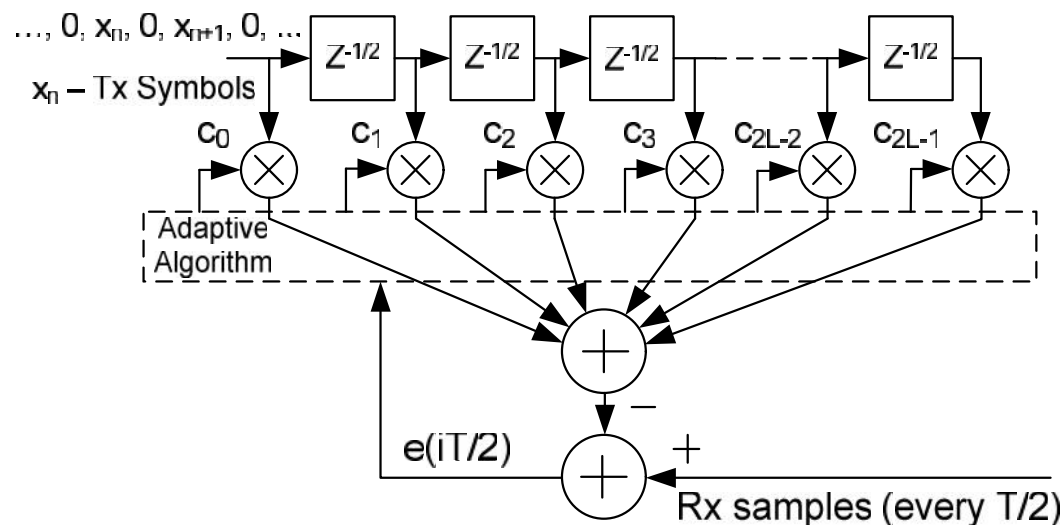 ..., 0, xₙ, 0, xₙ₊₁, 0, ...
xₙ – Tx Symbols
Z⁻¹/² Z⁻¹/² Z⁻¹/² Z⁻¹/²
c₀ c₁ c₂ c₃ c₂L₋₂ c₂L₋₁
Adaptive
Algorithm
+
−
e(iT/2)
+
+
Rx samples (every T/2)